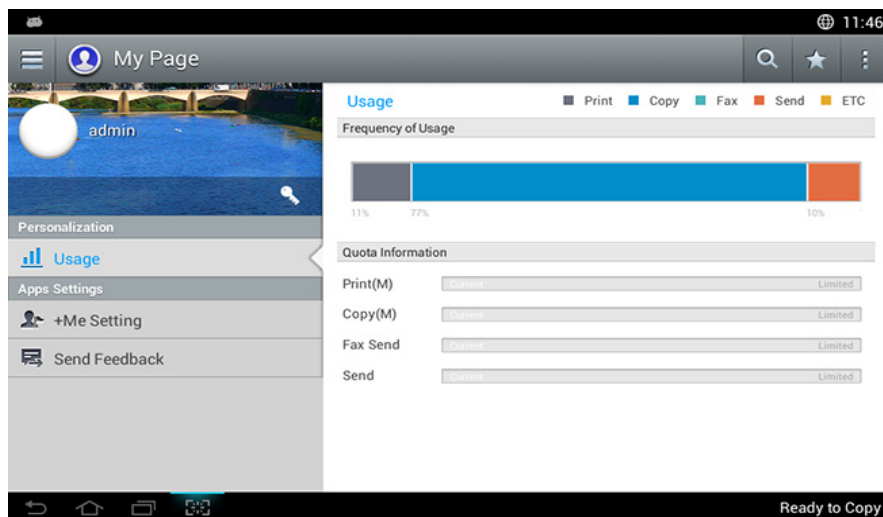 11:46
My Page
admin
Personalization
Usage
Apps Settings
+Me Setting
Send Feedback
Usage
Print Copy Fax Send ETC
Frequency of Usage
11% 77% 10%
Quota Information
Print(M) Current Limited
Copy(M) Current Limited
Fax Send Current Limited
Send Current Limited
Ready to Copy